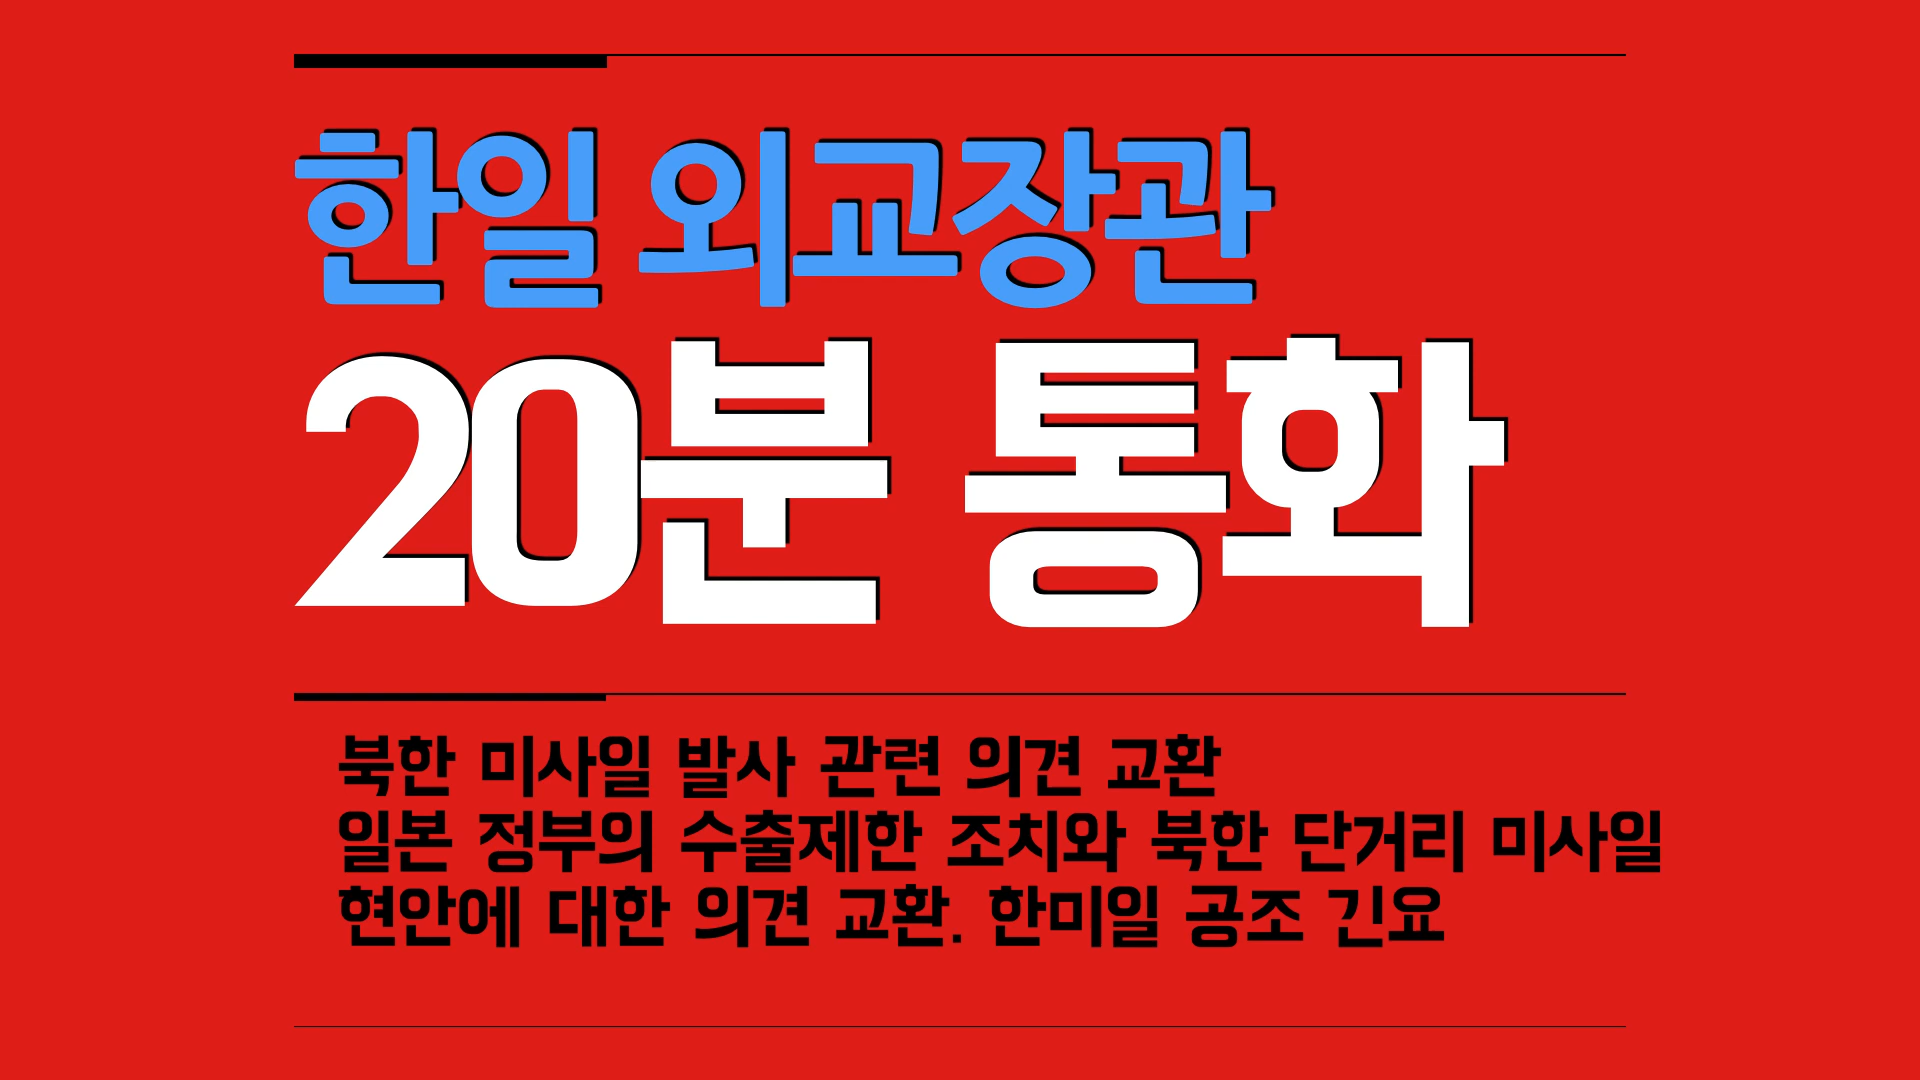 한일 외교장관
20분 통화
북한 미사일 발사 관련 의견 교환
일본 정부의 수출제한 조치와 북한 단거리 미사일
현안에 대한 의견 교환. 한미일 공조 긴요